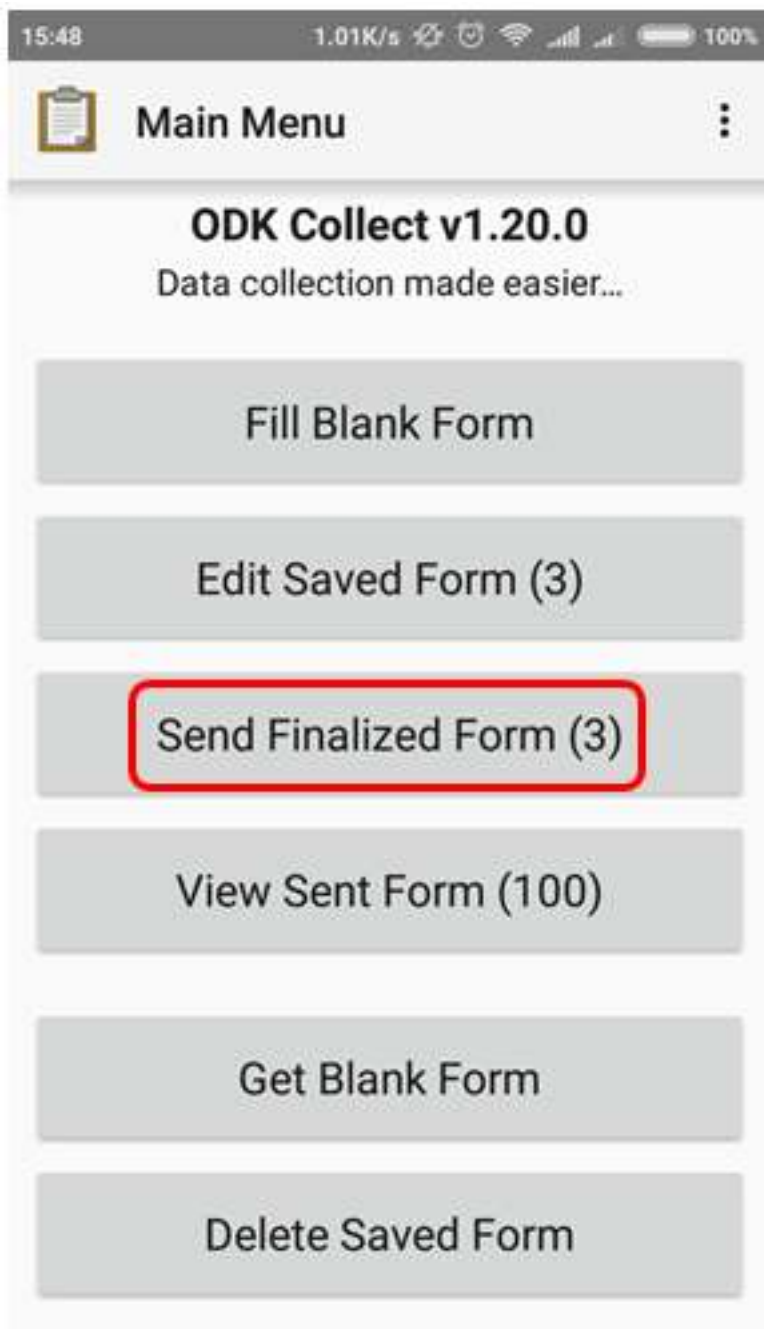 15:48 1.01K/s 100%
Main Menu
ODK Collect v1.20.0
Data collection made easier...
Fill Blank Form
Edit Saved Form (3)
Send Finalized Form (3)
View Sent Form (100)
Get Blank Form
Delete Saved Form